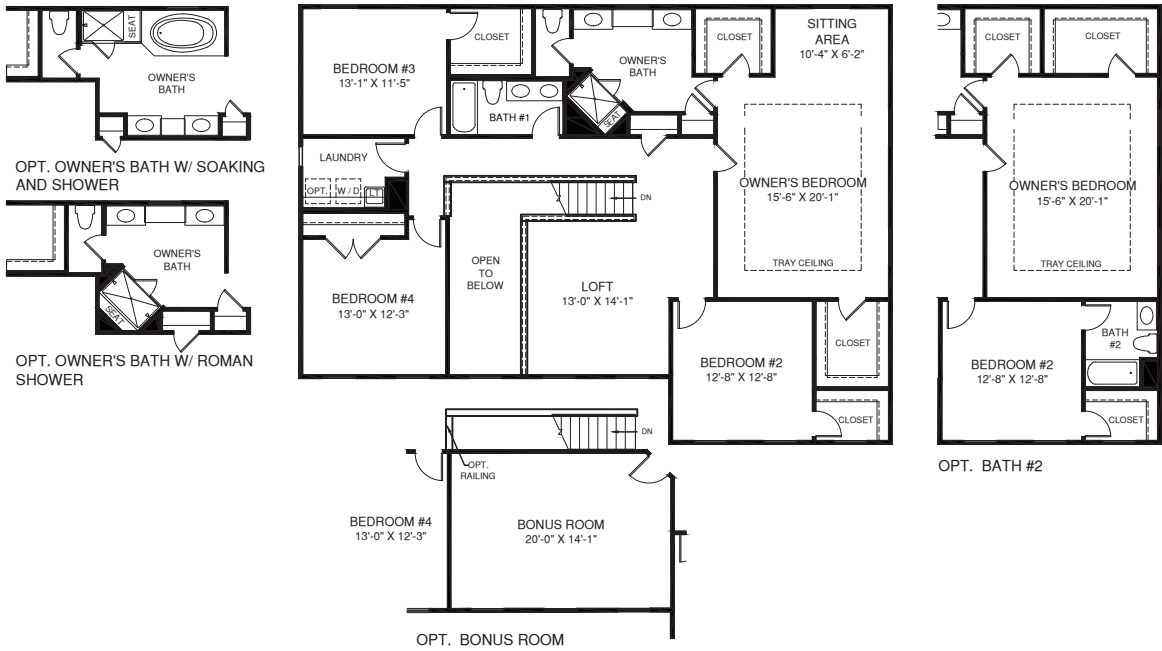 SEAT
OWNER'S
BATH
OPT. OWNER'S BATH W/ SOAKING
AND SHOWER
OWNER'S
BATH
SEAT
OPT. OWNER'S BATH W/ ROMAN
SHOWER
BEDROOM #3
13'-1" X 11'-5"
CLOSET
OWNER'S
BATH
SEAT
BATH #1
CLOSET
SITTING
AREA
10'-4" X 6'-2"
LAUNDRY
OPT.
W / D
LT
DN
OWNER'S BEDROOM
15'-6" X 20'-1"
TRAY CEILING
OPEN
TO
BELOW
LOFT
13'-0" X 14'-1"
BEDROOM #4
13'-0" X 12'-3"
BEDROOM #2
12'-8" X 12'-8"
CLOSET
CLOSET
DN
OPT.
RAILING
BEDROOM #4
13'-0" X 12'-3"
BONUS ROOM
20'-0" X 14'-1"
OPT. BONUS ROOM
CLOSET
CLOSET
OWNER'S BEDROOM
15'-6" X 20'-1"
TRAY CEILING
BATH
#2
BEDROOM #2
12'-8" X 12'-8"
CLOSET
OPT. BATH #2